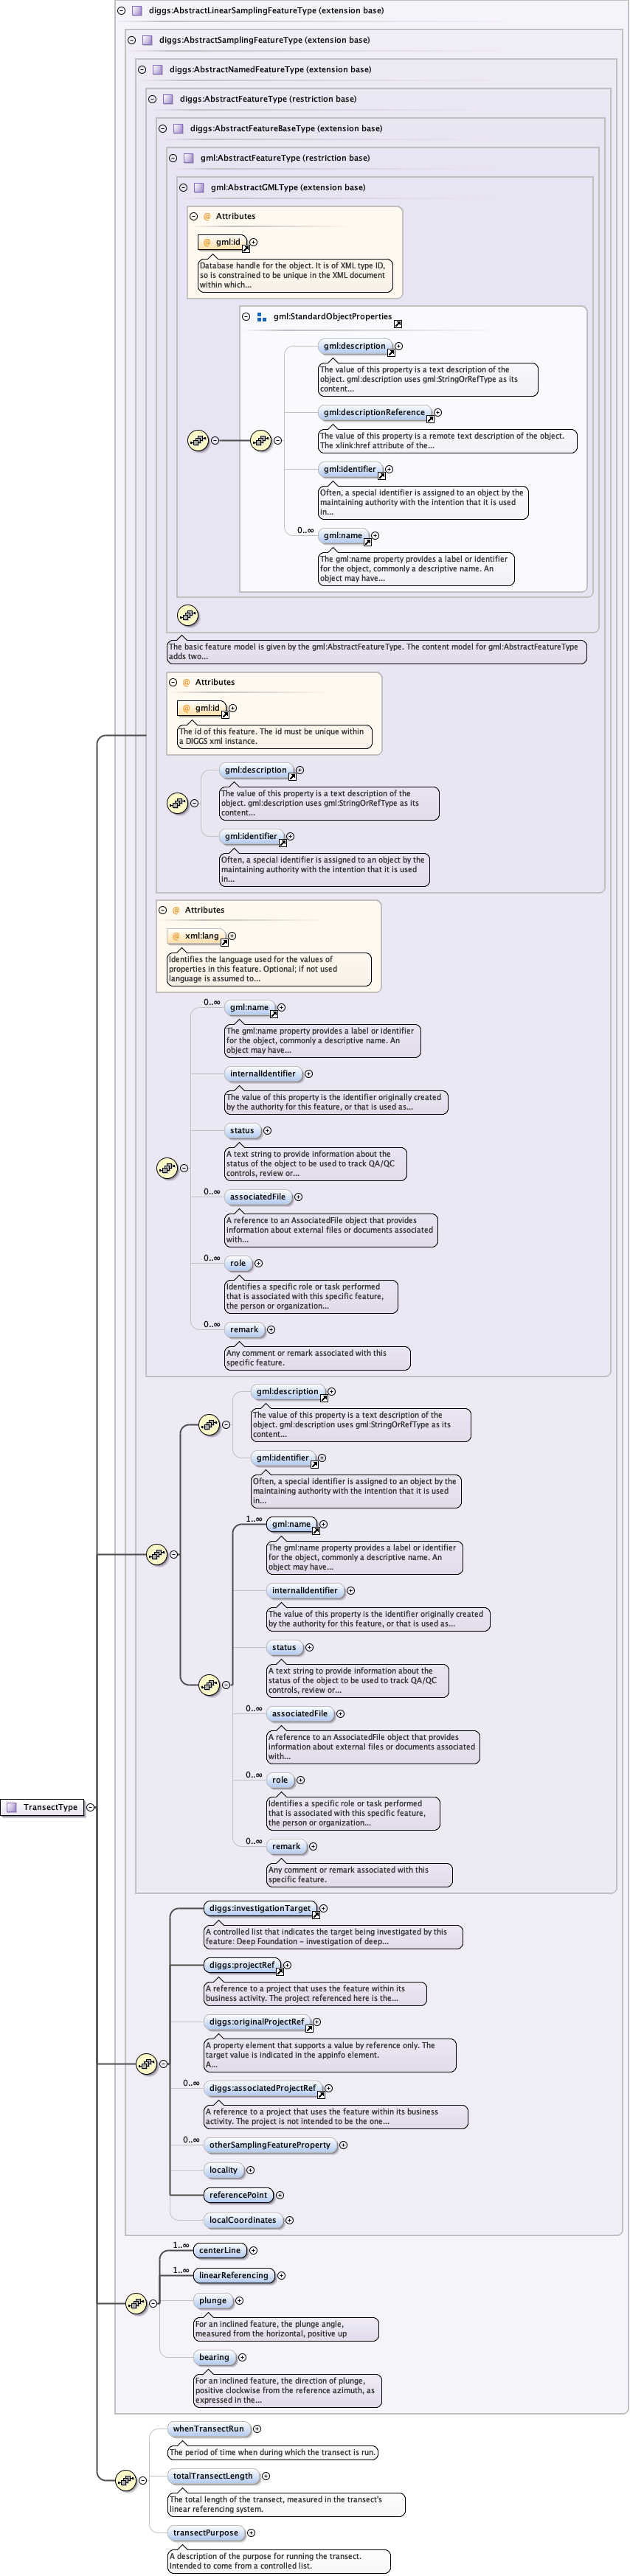 diggs:AbstractLinearSamplingFeatureType (extension base)
diggs:AbstractSamplingFeatureType (extension base)
diggs:AbstractNamedFeatureType (extension base)
diggs:AbstractFeatureType (restriction base)
diggs:AbstractFeatureBaseType (extension base)
gml:AbstractFeatureType (restriction base)
gml:AbstractGMLType (extension base)
@ Attributes
@ gml:id
Database handle for the object. It is of XML type ID,
so is constrained to be unique in the XML document
within which...
gml:StandardObjectProperties
gml:description
The value of this property is a text description of the
object. gml:description uses gml:StringOrRefType as its
content...
gml:descriptionReference
The value of this property is a remote text description of the object.
The xlink:href attribute of the...
gml:identifier
Often, a special identifier is assigned to an object by the
maintaining authority with the intention that it is used
in...
0..∞
gml:name
The gml:name property provides a label or identifier
for the object, commonly a descriptive name. An
object may have...
The basic feature model is given by the gml:AbstractFeatureType. The content model for gml:AbstractFeatureType
adds two...
@ Attributes
@ gml:id
The id of this feature. The id must be unique within
a DIGGS xml instance.
gml:description
The value of this property is a text description of the
object. gml:description uses gml:StringOrRefType as its
content...
gml:identifier
Often, a special identifier is assigned to an object by the
maintaining authority with the intention that it is used
in...
@ Attributes
@ xml:lang
Identifies the language used for the values of
properties in this feature. Optional; if not used
language is assumed to...
0..∞
gml:name
The gml:name property provides a label or identifier
for the object, commonly a descriptive name. An
object may have...
internalIdentifier
The value of this property is the identifier originally created
by the authority for this feature, or that is used as...
status
A text string to provide information about the
status of the object to be used to track QA/QC
controls, review or...
0..∞
associatedFile
A reference to an AssociatedFile object that provides
information about external files or documents associated
with...
0..∞
role
Identifies a specific role or task performed
that is associated with this specific feature,
the person or organization...
0..∞
remark
Any comment or remark associated with this
specific feature.
gml:description
The value of this property is a text description of the
object. gml:description uses gml:StringOrRefType as its
content...
gml:identifier
Often, a special identifier is assigned to an object by the
maintaining authority with the intention that it is used
in...
1..∞
gml:name
The gml:name property provides a label or identifier
for the object, commonly a descriptive name. An
object may have...
internalIdentifier
The value of this property is the identifier originally created
by the authority for this feature, or that is used as...
status
A text string to provide information about the
status of the object to be used to track QA/QC
controls, review or...
0..∞
associatedFile
A reference to an AssociatedFile object that provides
information about external files or documents associated
with...
0..∞
role
Identifies a specific role or task performed
that is associated with this specific feature,
the person or organization...
TransectType
0..∞
remark
Any comment or remark associated with this
specific feature.
diggs:investigationTarget
A controlled list that indicates the target being investigated by this
feature: Deep Foundation – investigation of deep...
diggs:projectRef
A reference to a project that uses the feature within its
business activity. The project referenced here is the...
diggs:originalProjectRef
A property element that supports a value by reference only. The
target value is indicated in the appinfo element.
A...
0..∞
diggs:associatedProjectRef
A reference to a project that uses the feature within its business
activity. The project is not intended to be the one...
0..∞
otherSamplingFeatureProperty
locality
referencePoint
localCoordinates
1..∞
centerLine
1..∞
linearReferencing
plunge
For an inclined feature, the plunge angle,
measured from the horizontal, positive up
bearing
For an inclined feature, the direction of plunge,
positive clockwise from the reference azimuth, as
expressed in the...
whenTransectRun
The period of time when during which the transect is run.
totalTransectLength
The total length of the transect, measured in the transect's
linear referencing system.
transectPurpose
A description of the purpose for running the transect.
Intended to come from a controlled list.